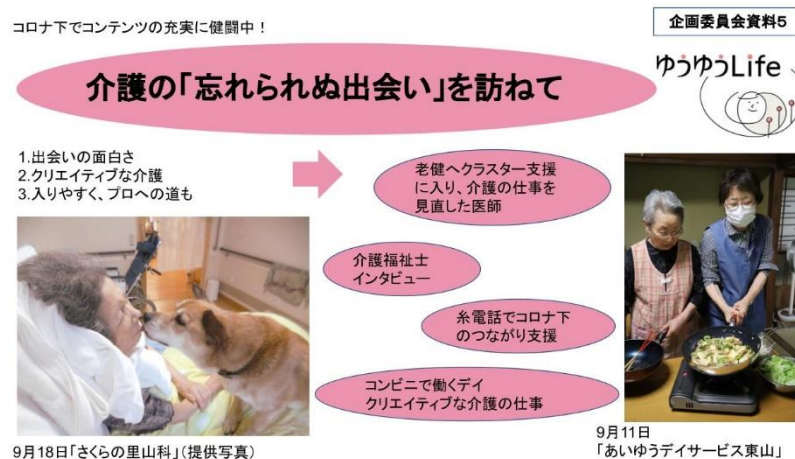 コロナ下でコンテンツの充実に健闘中！
企画委員会資料5
介護の「忘れられぬ出会い」を訪ねて
ゆうゆうLife
1.出会いの面白さ
2.クリエイティブな介護
3.入りやすく、プロへの道も
老健へクラスター支援
に入り、介護の仕事を
見直した医師
介護福祉士
インタビュー
糸電話でコロナ下
のつながり支援
コンビニで働くデイ
クリエイティブな介護の仕事
9月18日「さくらの里山科」(提供写真)
9月11日
「あいゆうデイサービス東山」